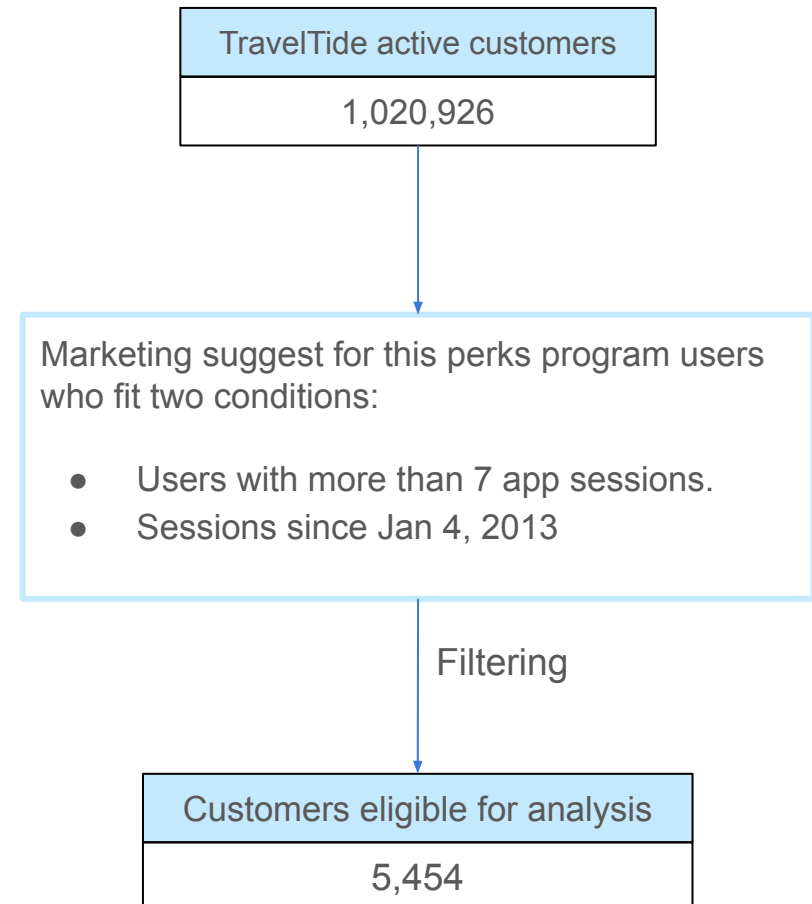 TravelTide active customers
1,020,926
Marketing suggest for this perks program users
who fit two conditions:
● Users with more than 7 app sessions.
● Sessions since Jan 4, 2013
Filtering
Customers eligible for analysis
5,454